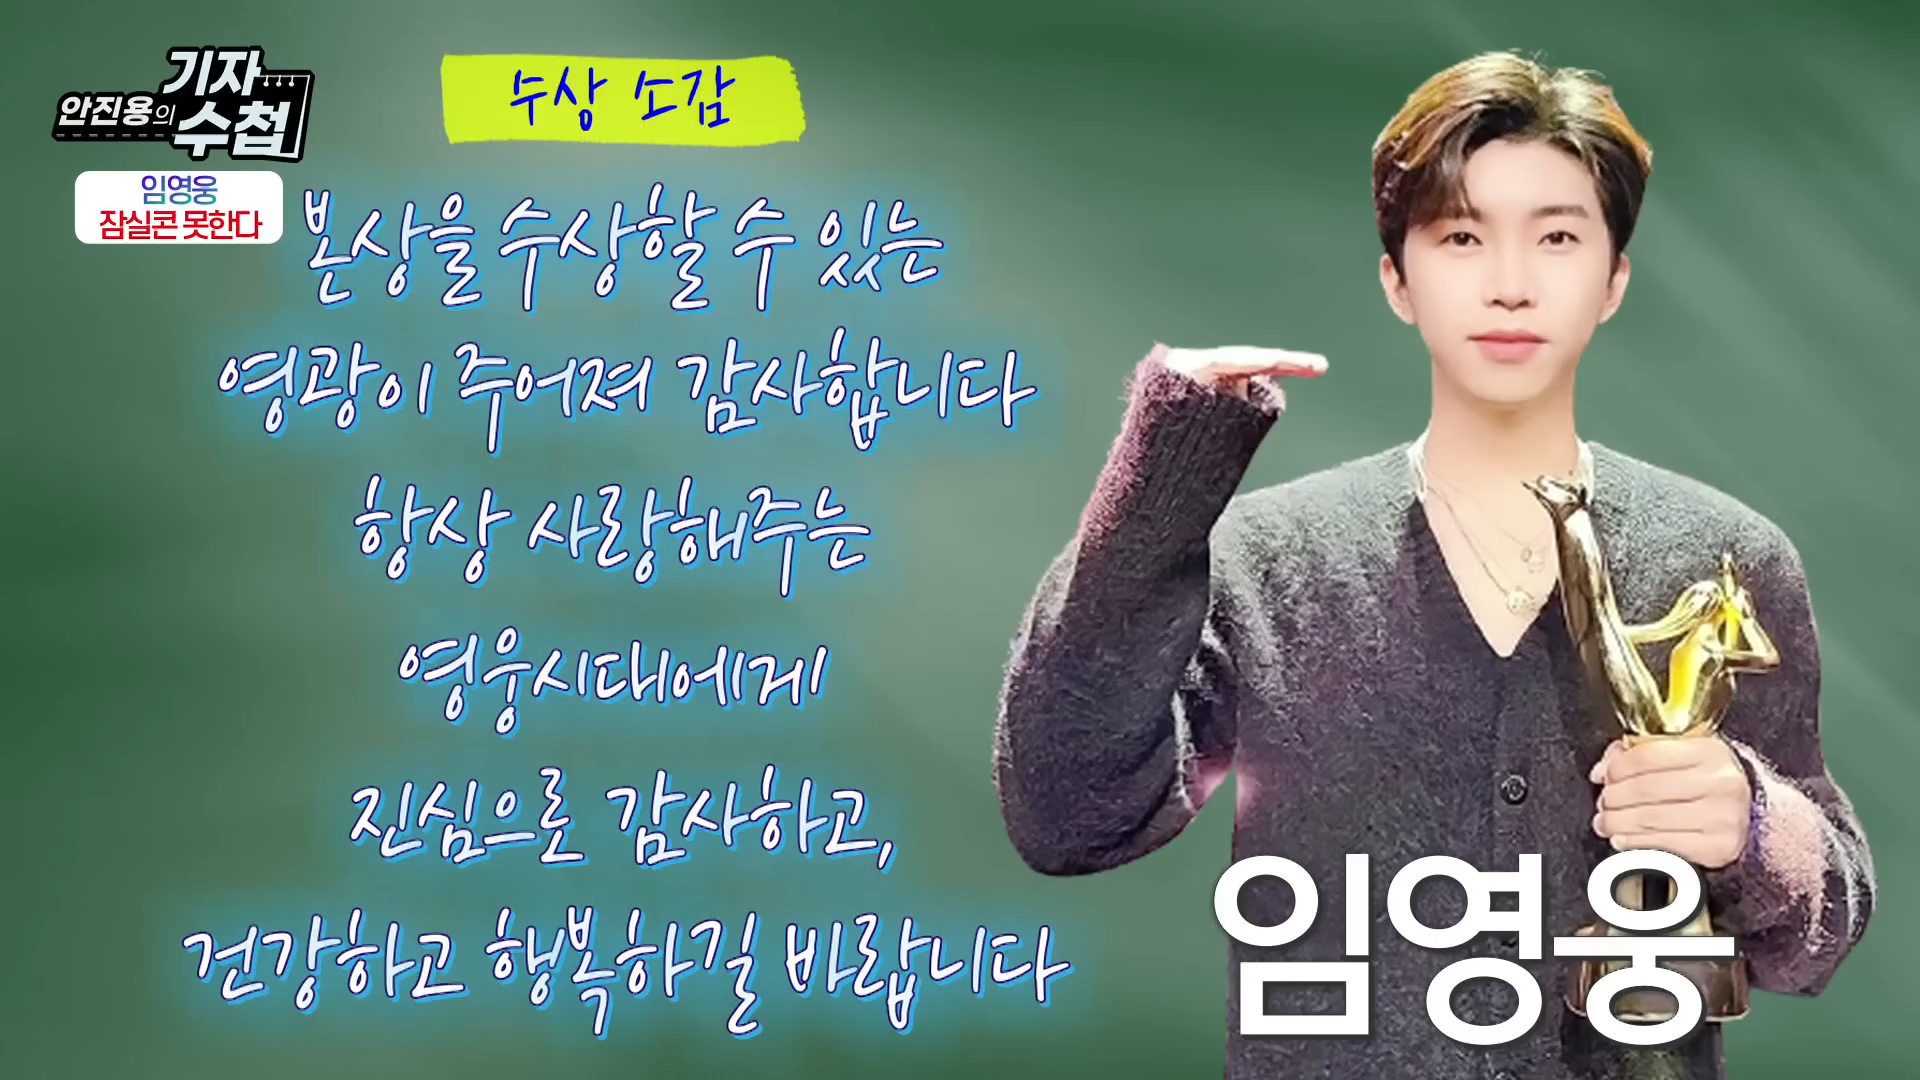 안진용의 기자수첩
임영웅
잠실콘 못한다
수상 소감
본상을 수상할 수 있는
영광이 주어져 감사합니다
항상 사랑해주는
영웅시대에게
진심으로 감사하고,
건강하고 행복하길 바랍니다
임영웅